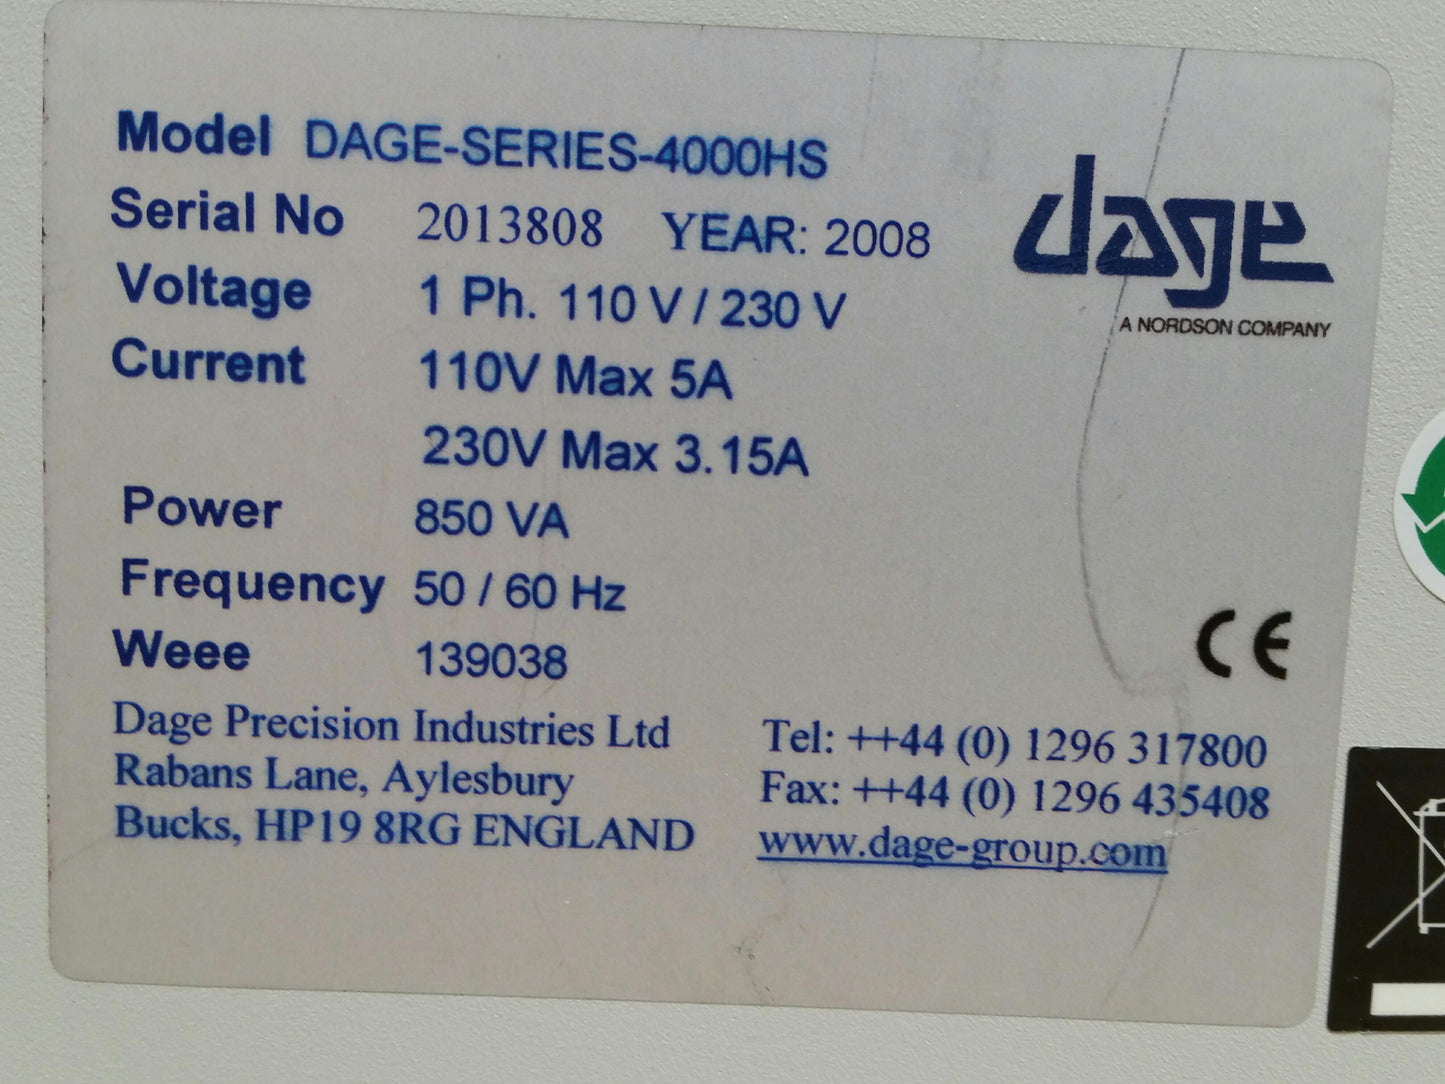 Model DAGE-SERIES-4000HS
Serial No 2013808 YEAR: 2008
Voltage 1 Ph. 110 V / 230 V
Current 110V Max 5A
230V Max 3.15A
Power 850 VA
Frequency 50 / 60 Hz
Weee 139038
dage
A NORDSON COMPANY
CE
Dage Precision Industries Ltd
Rabans Lane, Aylesbury
Bucks, HP19 8RG ENGLAND
Tel: ++44 (0) 1296 317800
Fax: ++44 (0) 1296 435408
www.dage-group.com